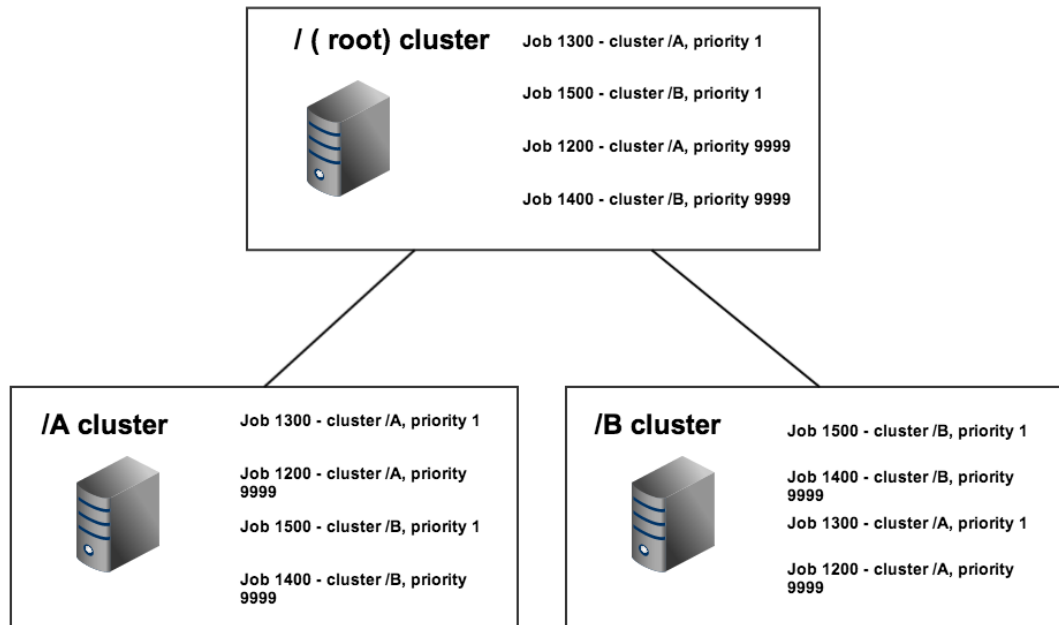 / ( root) cluster
Job 1300 - cluster /A, priority 1
Job 1500 - cluster /B, priority 1
Job 1200 - cluster /A, priority 9999
Job 1400 - cluster /B, priority 9999
/A cluster
Job 1300 - cluster /A, priority 1
Job 1200 - cluster /A, priority
9999
Job 1500 - cluster /B, priority 1
Job 1400 - cluster /B, priority
9999
/B cluster
Job 1500 - cluster /B, priority 1
Job 1400 - cluster /B, priority
9999
Job 1300 - cluster /A, priority 1
Job 1200 - cluster /A, priority
9999